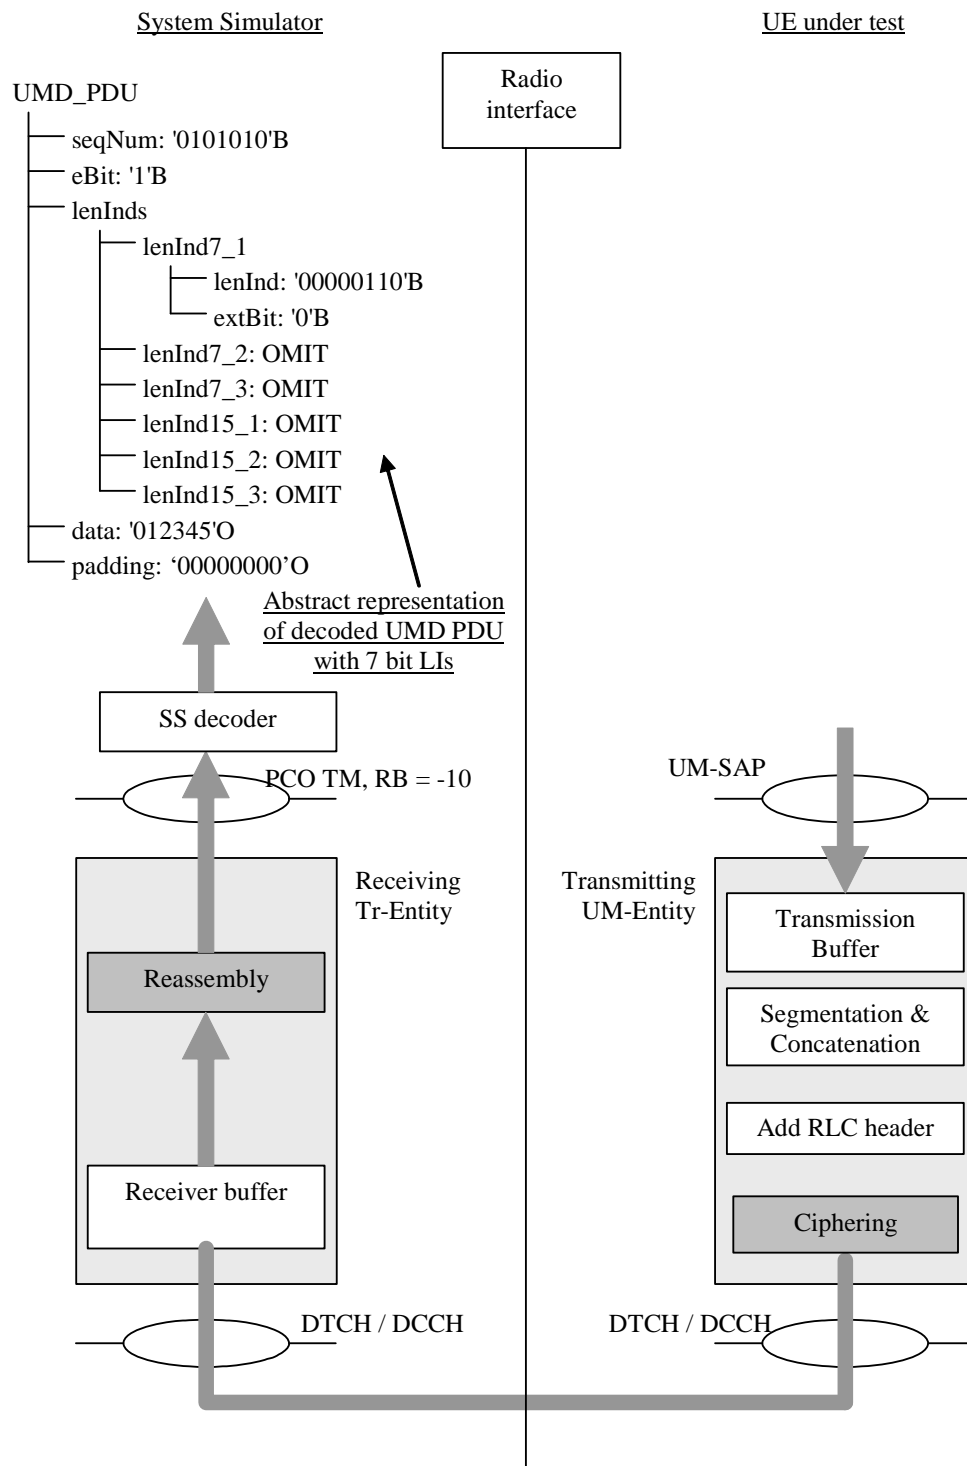 System Simulator
UE under test
Radio
interface
UMD_PDU
seqNum: '0101010'B
eBit: '1'B
lenInds
lenInd7_1
lenInd: '00000110'B
extBit: '0'B
lenInd7_2: OMIT
lenInd7_3: OMIT
lenInd15_1: OMIT
lenInd15_2: OMIT
lenInd15_3: OMIT
data: '012345'O
padding: ‘00000000’O
Abstract representation
of decoded UMD PDU
with 7 bit LIs
SS decoder
PCO TM, RB = -10
UM-SAP
Receiving
Tr-Entity
Transmitting
UM-Entity
Transmission
Buffer
Reassembly
Segmentation &
Concatenation
Add RLC header
Receiver buffer
Ciphering
DTCH / DCCH
DTCH / DCCH